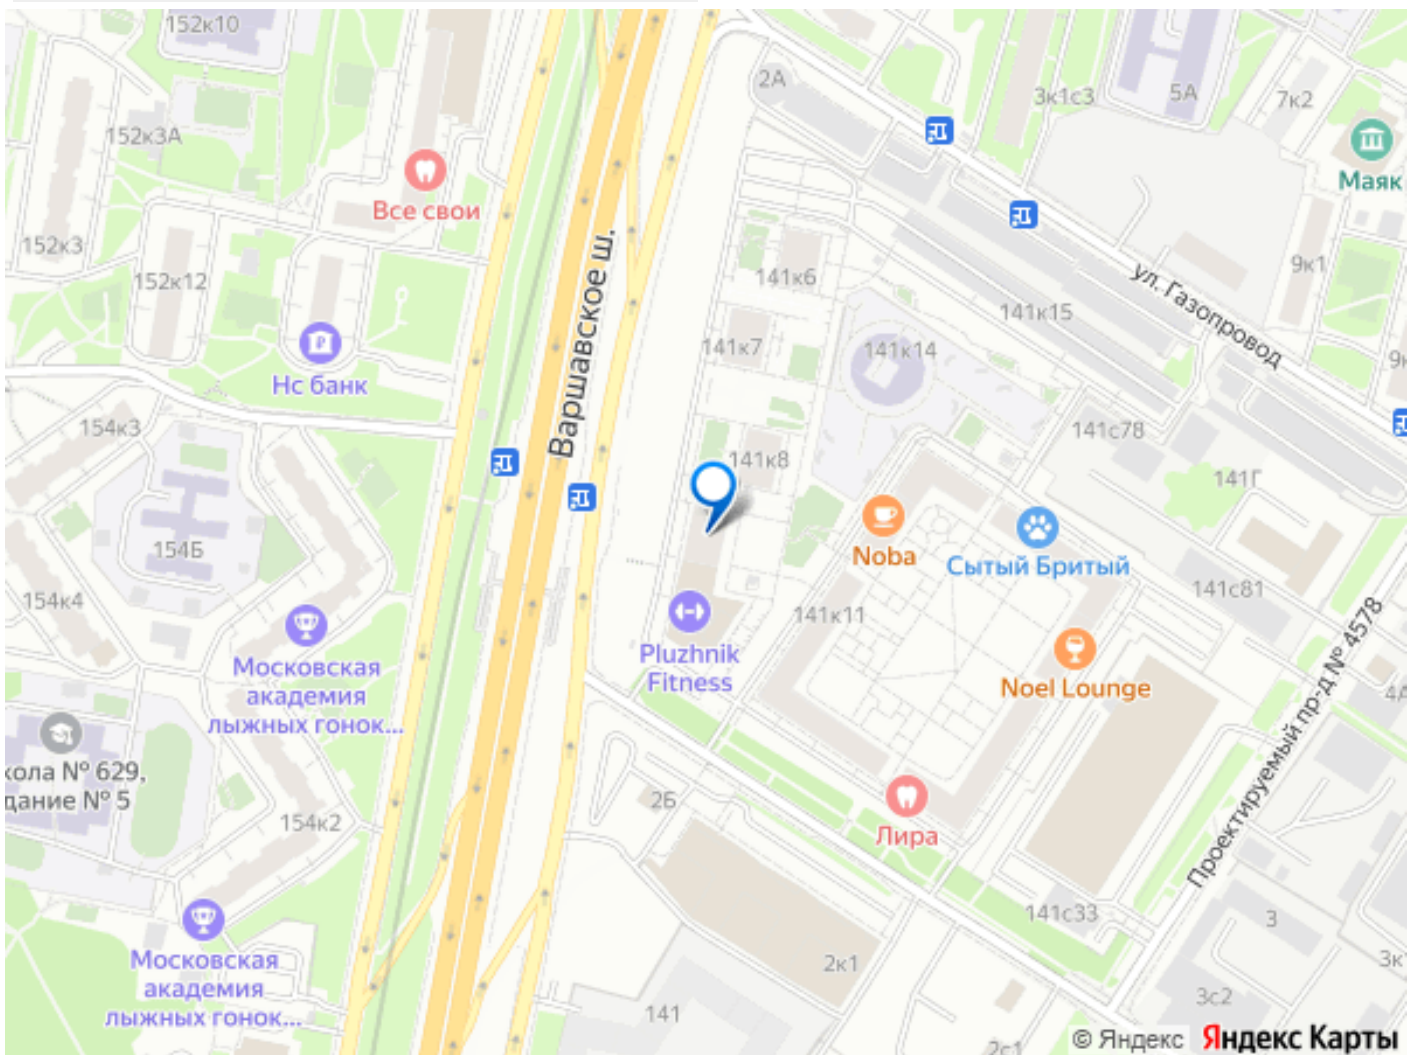 152к10
2А
5А
3к1с3
7к2
152к3А
Маяк
Все свои
152к3
Варшавское ш.
9к1
152к12
141к6
ул. Газопровод
141к15
141к7
141к14
Нс банк
154к3
141с78
141к8
141Г
Noba
154Б
Сытый Бритый
141с81
154к4
141к11
Проектируемый пр-д № 4578
Pluzhnik
Fitness
Московская
академия
лыжных гонок...
Noel Lounge
4А
кола № 629,
дание № 5
2Б
154к2
Лира
141с33
3
Московская
академия
лыжных гонок...
2к1
3с2
141
2с1
© Яндекс
Яндекс Карты